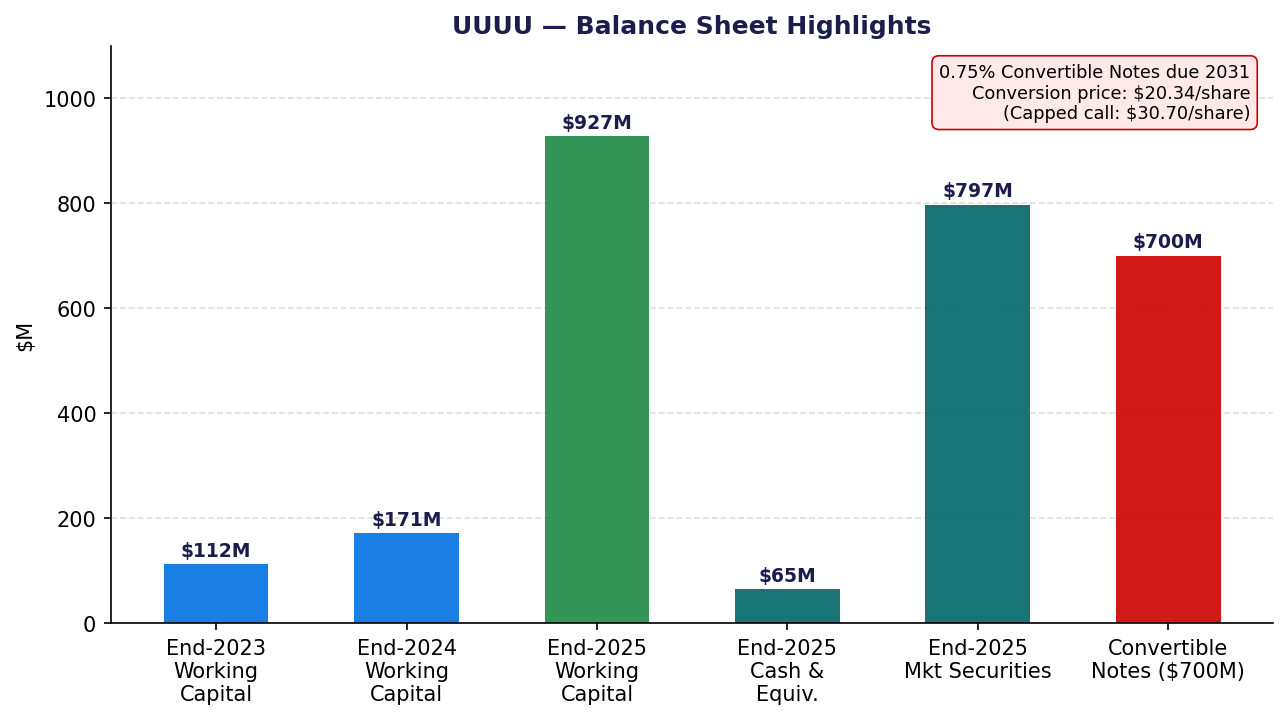 UUUU — Balance Sheet Highlights
0.75% Convertible Notes due 2031
Conversion price: $20.34/share
(Capped call: $30.70/share)
$M
1000
800
600
400
200
0
$112M
$171M
$927M
$65M
$797M
$700M
End-2023
Working
Capital
End-2024
Working
Capital
End-2025
Working
Capital
End-2025
Cash &
Equiv.
End-2025
Mkt Securities
Convertible
Notes ($700M)